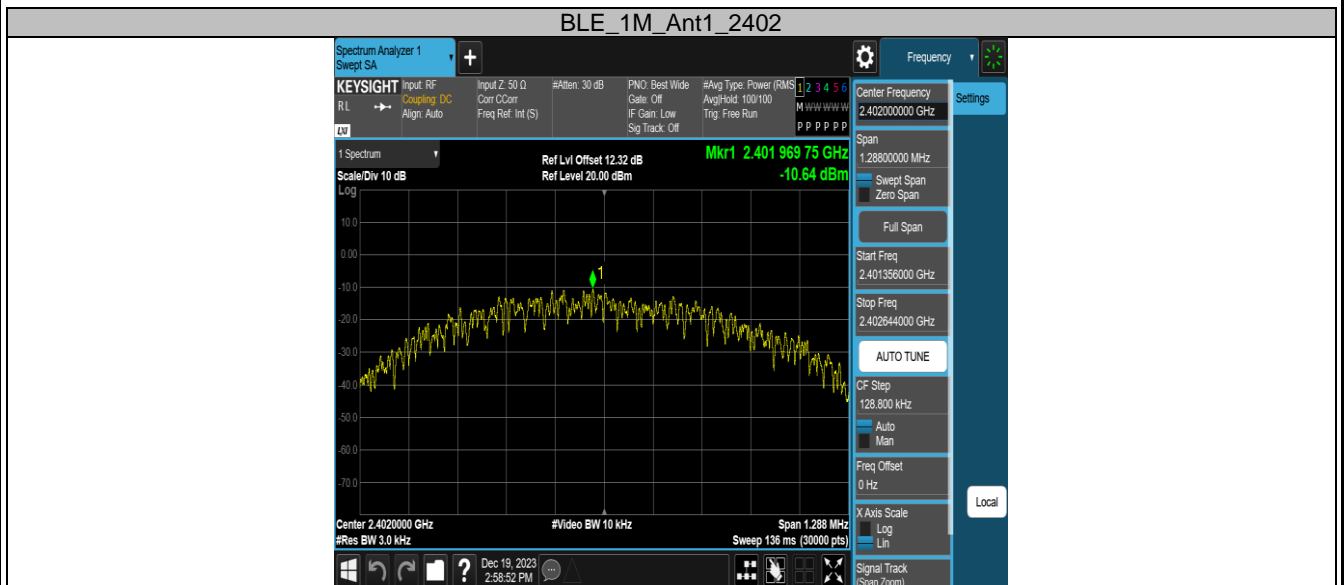 BLE_1M_Ant1_2402
Spectrum Analyzer 1
Swept SA
+
Frequency
KEYSIGHT
RL
LXI
Input: RF
Coupling: DC
Align: Auto
Input Z: 50 Ω
Corr CCorr
Freq Ref: Int (S)
#Atten: 30 dB
PNO: Best Wide
Gate: Off
IF Gain: Low
Sig Track: Off
#Avg Type: Power (RMS
Avg|Hold: 100/100
Trig: Free Run
1 2 3 4 5 6
M W W W W W
P P P P P P
1 Spectrum
Scale/Div 10 dB
Ref Lvl Offset 12.32 dB
Ref Level 20.00 dBm
Mkr1 2.401 969 75 GHz
-10.64 dBm
Log
10.0
0.00
-10.0
-20.0
-30.0
-40.0
-50.0
-60.0
-70.0
1
Center 2.4020000 GHz
#Res BW 3.0 kHz
#Video BW 10 kHz
Span 1.288 MHz
Sweep 136 ms (30000 pts)
?
Dec 19, 2023
2:58:52 PM
Center Frequency
2.402000000 GHz
Settings
Span
1.28800000 MHz
Swept Span
Zero Span
Full Span
Start Freq
2.401356000 GHz
Stop Freq
2.402644000 GHz
AUTO TUNE
CF Step
128.800 kHz
Auto
Man
Freq Offset
0 Hz
X Axis Scale
Log
Lin
Local
Signal Track
(Span Zoom)